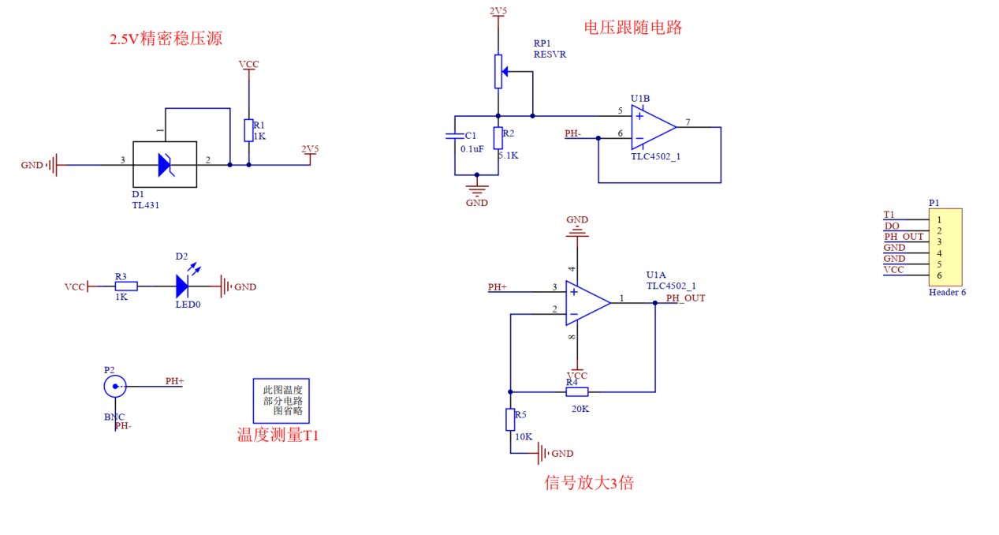 2.5V精密稳压源
VCC
1
R1
1K
GND
3
2
2V5
D1
TL431
2V5
电压跟随电路
RP1
RESVR
U1B
5
PH-
6
7
TLC4502_1
C1
0.1uF
R2
5.1K
GND
VCC
R3
1K
D2
LED0
GND
GND
4
PH+
3
2
U1A
TLC4502_1
1
PH_OUT
8
VCC
R4
20K
R5
10K
GND
信号放大3倍
P2
PH+
BNC
PH-
此图温度
部分电路
图省略
温度测量T1
P1
T1 1
DO 2
PH_OUT 3
GND 4
GND 5
VCC 6
Header 6